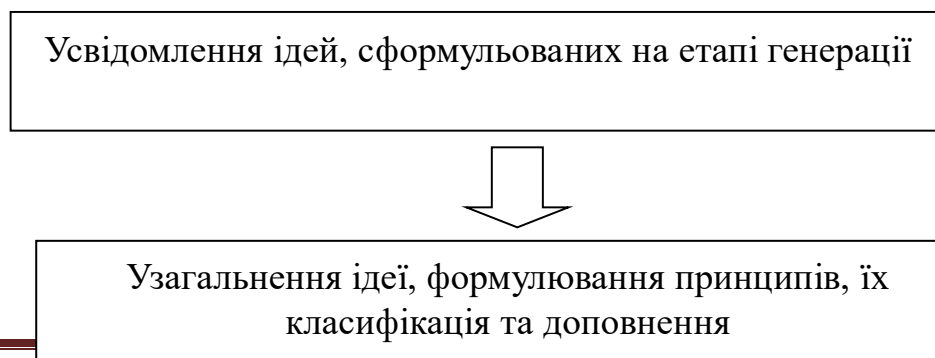 Усвідомлення ідей, сформульованих на етапі генерації
Узагальнення ідеї, формулювання принципів, їх
класифікація та доповнення